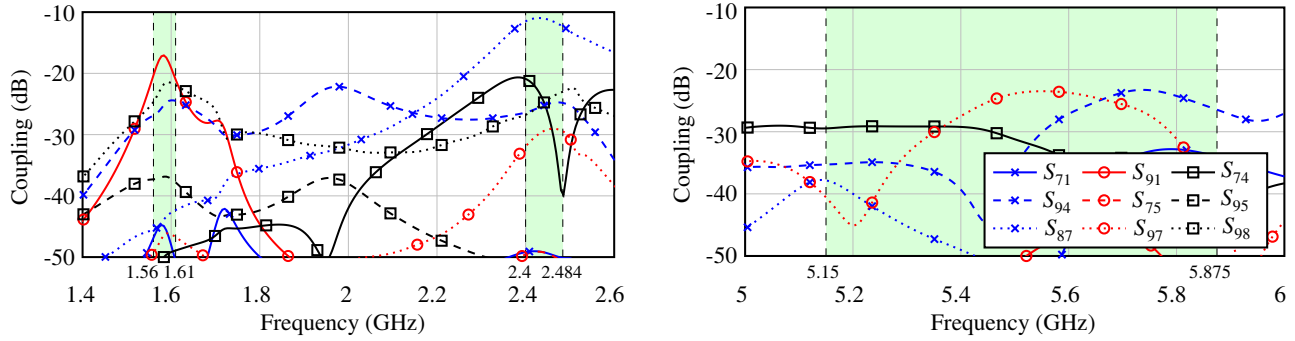 -10
-20
-30
-40
-50
Coupling (dB)
1.56 1.61
2.4 2.484
1.4 1.6 1.8 2 2.2 2.4 2.6
Frequency (GHz)
-10
-20
-30
-40
-50
Coupling (dB)
S71 S91 S74
S94 S75 S95
S87 S97 S98
5.15 5.875
5 5.2 5.4 5.6 5.8 6
Frequency (GHz)